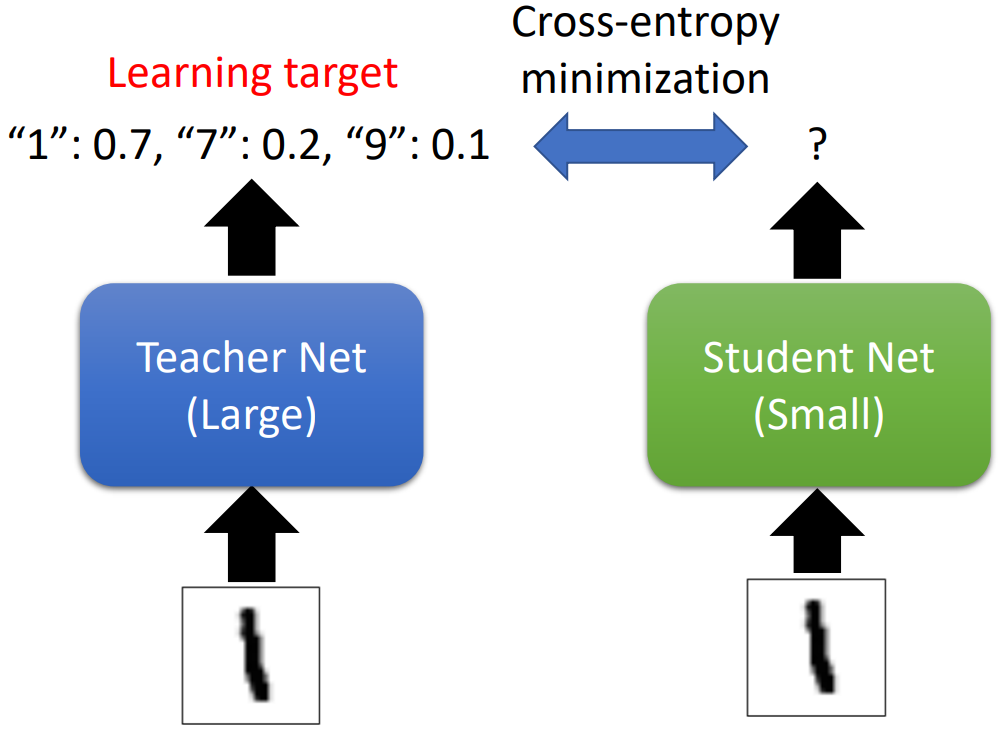 Cross-entropy
minimization
Learning target
“1”: 0.7, “7”: 0.2, “9”: 0.1
?
Teacher Net
(Large)
Student Net
(Small)